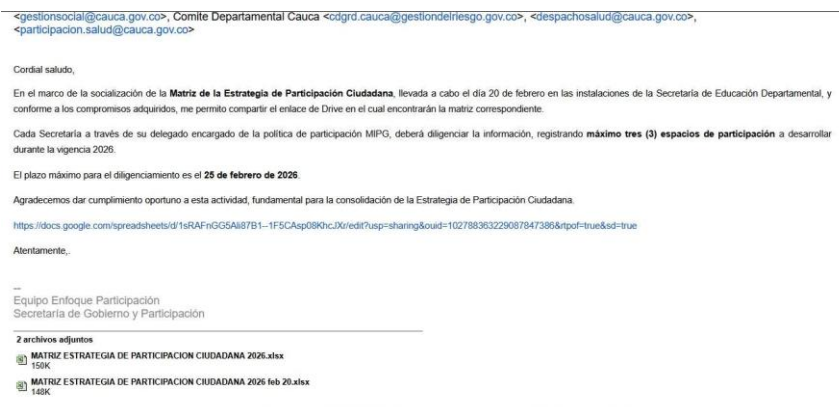 <gestionsocial@cauca.gov.co>, Comite Departamental Cauca <cdgrd.cauca@gestiondelriesgo.gov.co>, <despachosalud@cauca.gov.co>,
<participacion.salud@cauca.gov.co>
Cordial saludo,
En el marco de la socialización de la Matriz de la Estrategia de Participación Ciudadana, llevada a cabo el día 20 de febrero en las instalaciones de la Secretaría de Educación Departamental, y
conforme a los compromisos adquiridos, me permito compartir el enlace de Drive en el cual encontrarán la matriz correspondiente.
Cada Secretaría a través de su delegado encargado de la política de participación MIPG, deberá diligenciar la información, registrando máximo tres (3) espacios de participación a desarrollar
durante la vigencia 2026.
El plazo máximo para el diligenciamiento es el 25 de febrero de 2026.
Agradecemos dar cumplimiento oportuno a esta actividad, fundamental para la consolidación de la Estrategia de Participación Ciudadana.
https://docs.google.com/spreadsheets/d/1sRAFnGG5Ali87B1--1F5CAsp08KhcJXr/edit?usp=sharing&ouid=102788363229087847386&rtpof=true&sd=true
Atentamente,.
--
Equipo Enfoque Participación
Secretaría de Gobierno y Participación
2 archivos adjuntos
MATRIZ ESTRATEGIA DE PARTICIPACION CIUDADANA 2026.xlsx
150K
MATRIZ ESTRATEGIA DE PARTICIPACION CIUDADANA 2026 feb 20.xlsx
148K